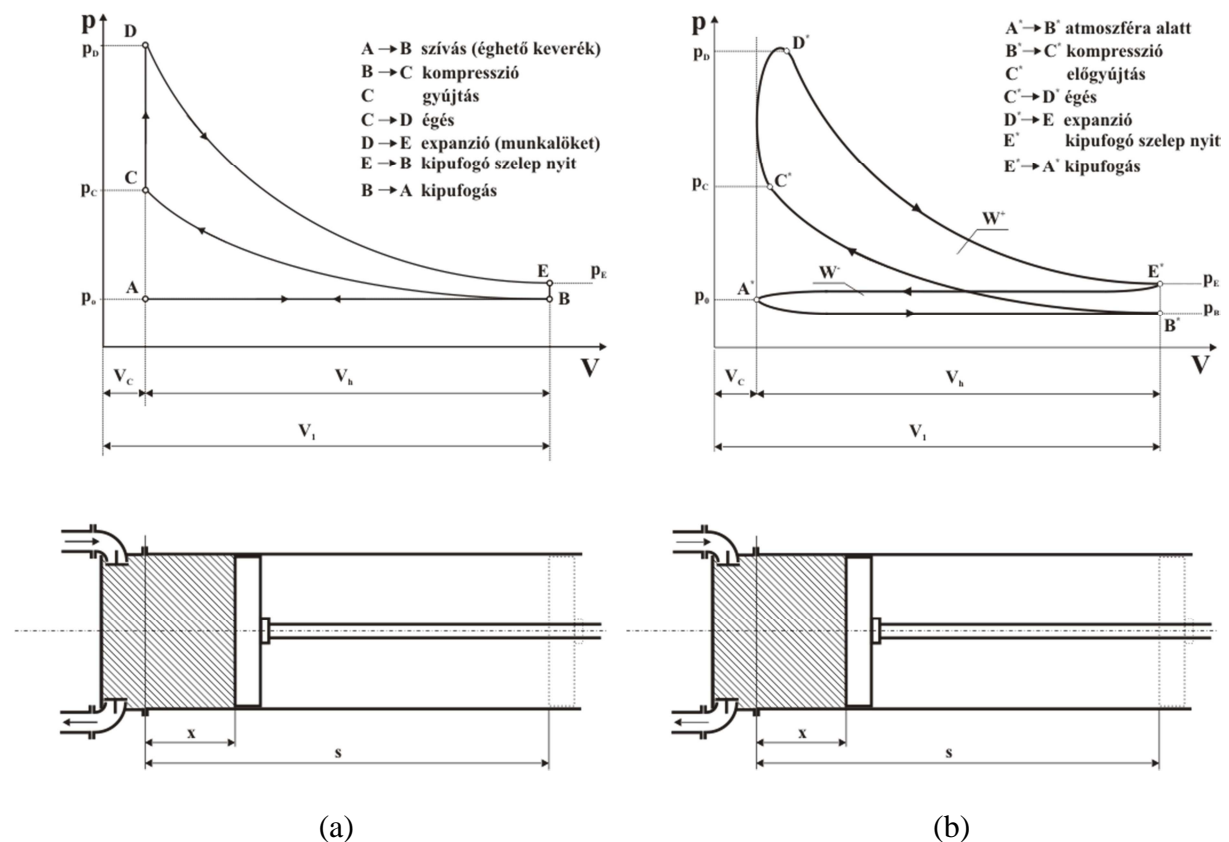 p
D
p_D
A → B szívás (éghető keverék)
B → C kompresszió
C gyújtás
C → D égés
D → E expanzió (munkalöket)
E → B kipufogó szelep nyit
B → A kipufogás
C
p_C
E
p_E
A
p_o
B
V
V_C
V_h
V_1
x
s
(a)
p
D*
p_D
A* → B* atmoszféra alatt
B* → C* kompresszió
C* előgyújtás
C* → D* égés
D* → E expanzió
E* kipufogó szelep nyit
E* → A* kipufogás
C*
p_C
W⁺
W⁻
E*
p_E
A*
p_0
p_B
B*
V
V_C
V_h
V_1
x
s
(b)